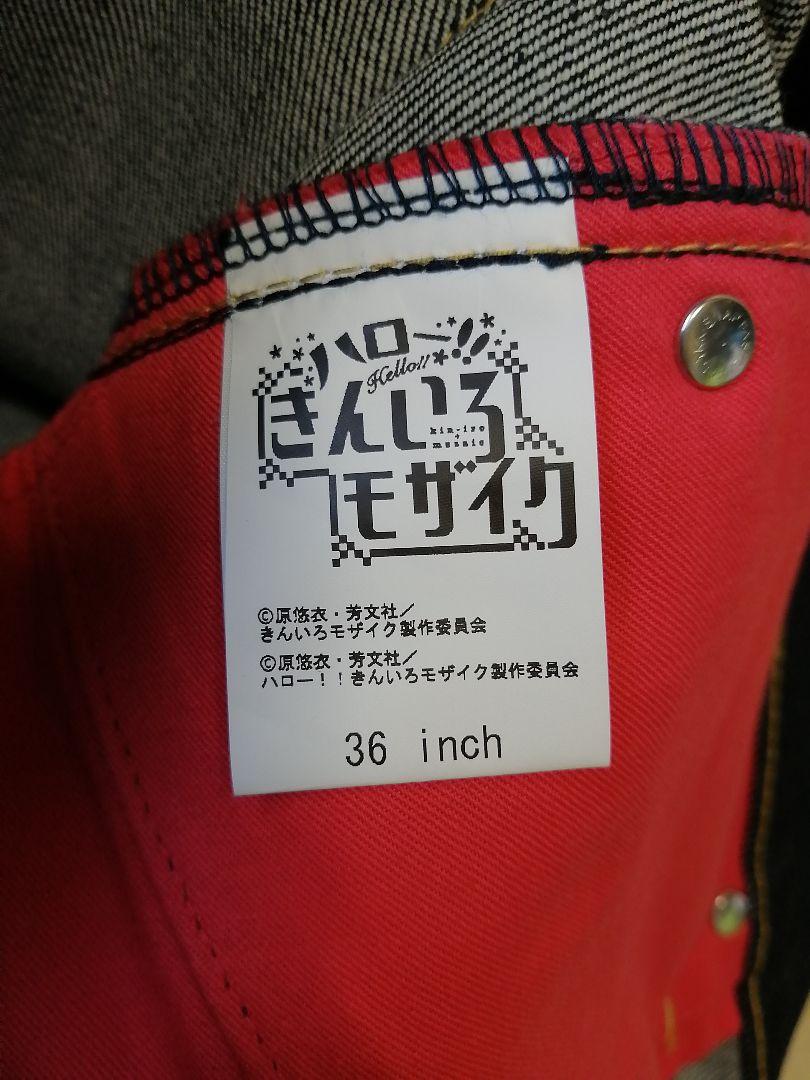 ハロー!!
Hello!!
きんいろ
kin-iro
mozaic
モザイク
©原悠衣・芳文社／
きんいろモザイク製作委員会
©原悠衣・芳文社／
ハロー！！きんいろモザイク製作委員会
36 inch